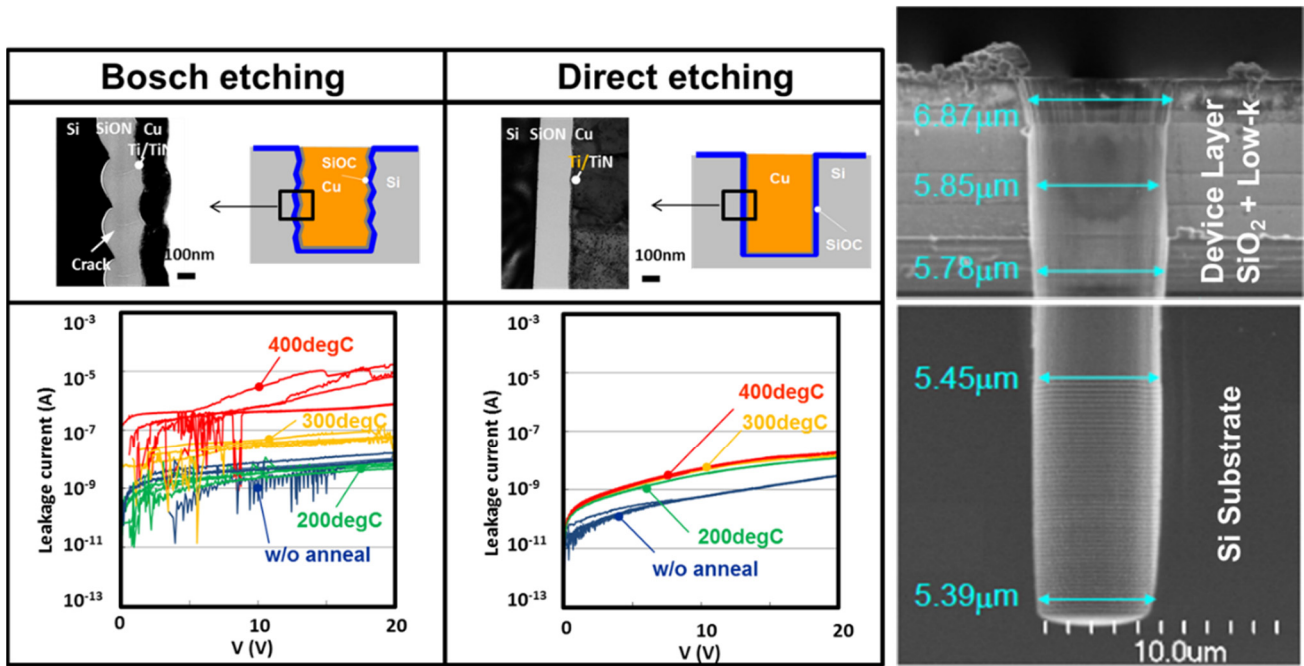 Bosch etching
Direct etching
Si SiON Cu
Ti/TiN
Crack
100nm
SiOC
Cu
Si
Si SiON Cu
Ti/TiN
100nm
Cu
Si
SiOC
Leakage current (A)
10-3
10-5
10-7
10-9
10-11
10-13
400degC
300degC
200degC
w/o anneal
0
10
20
V (V)
Leakage current (A)
10-3
10-5
10-7
10-9
10-11
10-13
400degC
300degC
200degC
w/o anneal
0
10
20
V (V)
6.87μm
5.85μm
5.78μm
Device Layer
SiO2 + Low-k
5.45μm
5.39μm
Si Substrate
10.0um